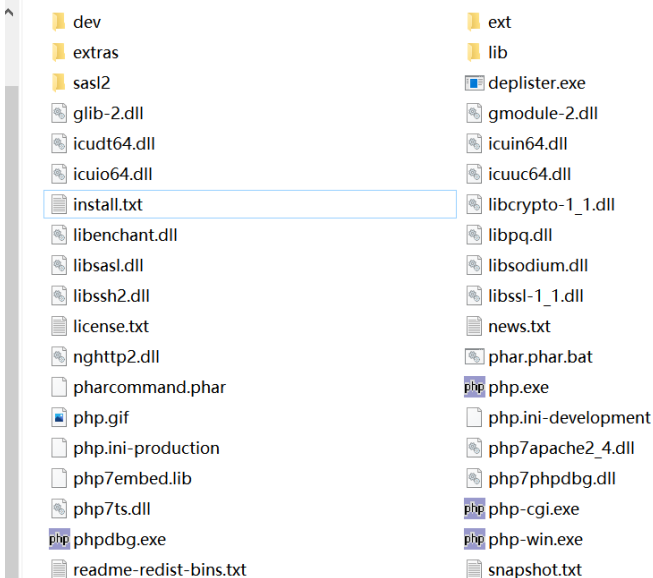 dev
ext
extras
lib
sasl2
deplister.exe
glib-2.dll
gmodule-2.dll
icudt64.dll
icuin64.dll
icuio64.dll
icuuc64.dll
install.txt
libcrypto-1_1.dll
libenchant.dll
libpq.dll
libsasl.dll
libsodium.dll
libssh2.dll
libssl-1_1.dll
license.txt
news.txt
nghttp2.dll
phar.phar.bat
pharcommand.phar
php php.exe
php.gif
php.ini-development
php.ini-production
php7apache2_4.dll
php7embed.lib
php7phpdbg.dll
php7ts.dll
php php-cgi.exe
php phpdbg.exe
php php-win.exe
readme-redist-bins.txt
snapshot.txt